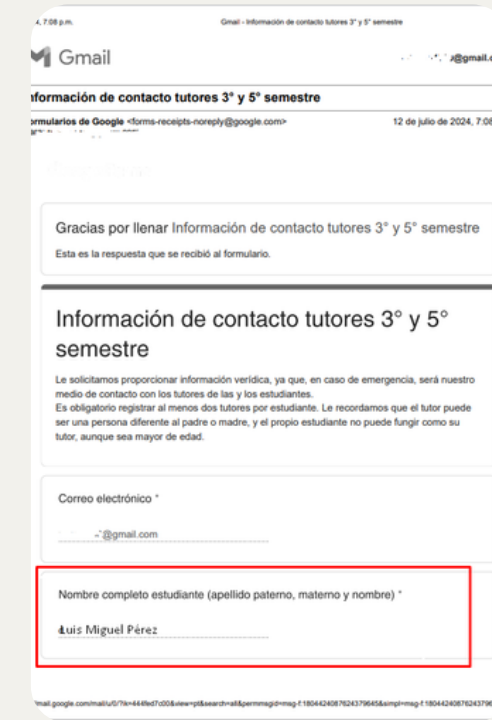 7:08 p.m. Gmail - Información de contacto tutores 3° y 5° semestre
Gmail @gmail.c
nformación de contacto tutores 3° y 5° semestre
ormularios de Google <forms-receipts-noreply@google.com> 12 de julio de 2024, 7:08
Gracias por llenar Información de contacto tutores 3° y 5° semestre
Esta es la respuesta que se recibió al formulario.
Información de contacto tutores 3° y 5°
semestre
Le solicitamos proporcionar información verídica, ya que, en caso de emergencia, será nuestro
medio de contacto con los tutores de las y los estudiantes.
Es obligatorio registrar al menos dos tutores por estudiante. Le recordamos que el tutor puede
ser una persona diferente al padre o madre, y el propio estudiante no puede fungir como su
tutor, aunque sea mayor de edad.
Correo electrónico *
@gmail.com
Nombre completo estudiante (apellido paterno, materno y nombre) *
Luis Miguel Pérez